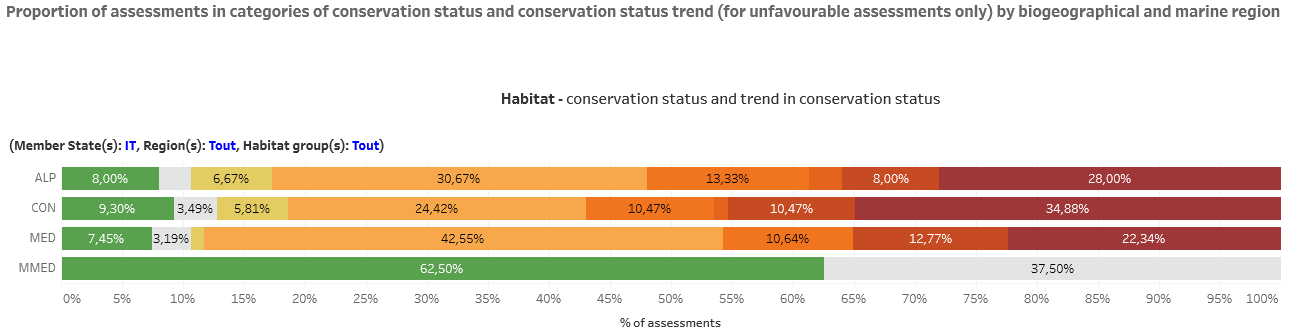 Proportion of assessments in categories of conservation status and conservation status trend (for unfavourable assessments only) by biogeographical and marine region
Habitat - conservation status and trend in conservation status
(Member State(s): IT, Region(s): Tout, Habitat group(s): Tout)
ALP 8,00% 6,67% 30,67% 13,33% 8,00% 28,00%
CON 9,30% 3,49% 5,81% 24,42% 10,47% 10,47% 34,88%
MED 7,45% 3,19% 42,55% 10,64% 12,77% 22,34%
MMED 62,50% 37,50%
0% 5% 10% 15% 20% 25% 30% 35% 40% 45% 50% 55% 60% 65% 70% 75% 80% 85% 90% 95% 100%
% of assessments